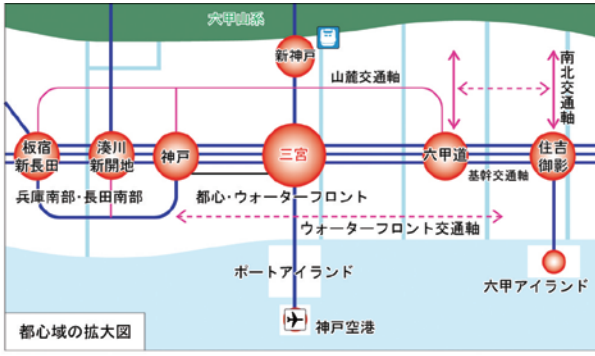 六甲山系
新神戸
山麓交通軸
南北交通軸
板宿
新長田
湊川
新開地
神戸
三宮
六甲道
住吉
御影
基幹交通軸
兵庫南部・長田南部
都心・ウォーターフロント
ウォーターフロント交通軸
ポートアイランド
六甲アイランド
神戸空港
都心域の拡大図